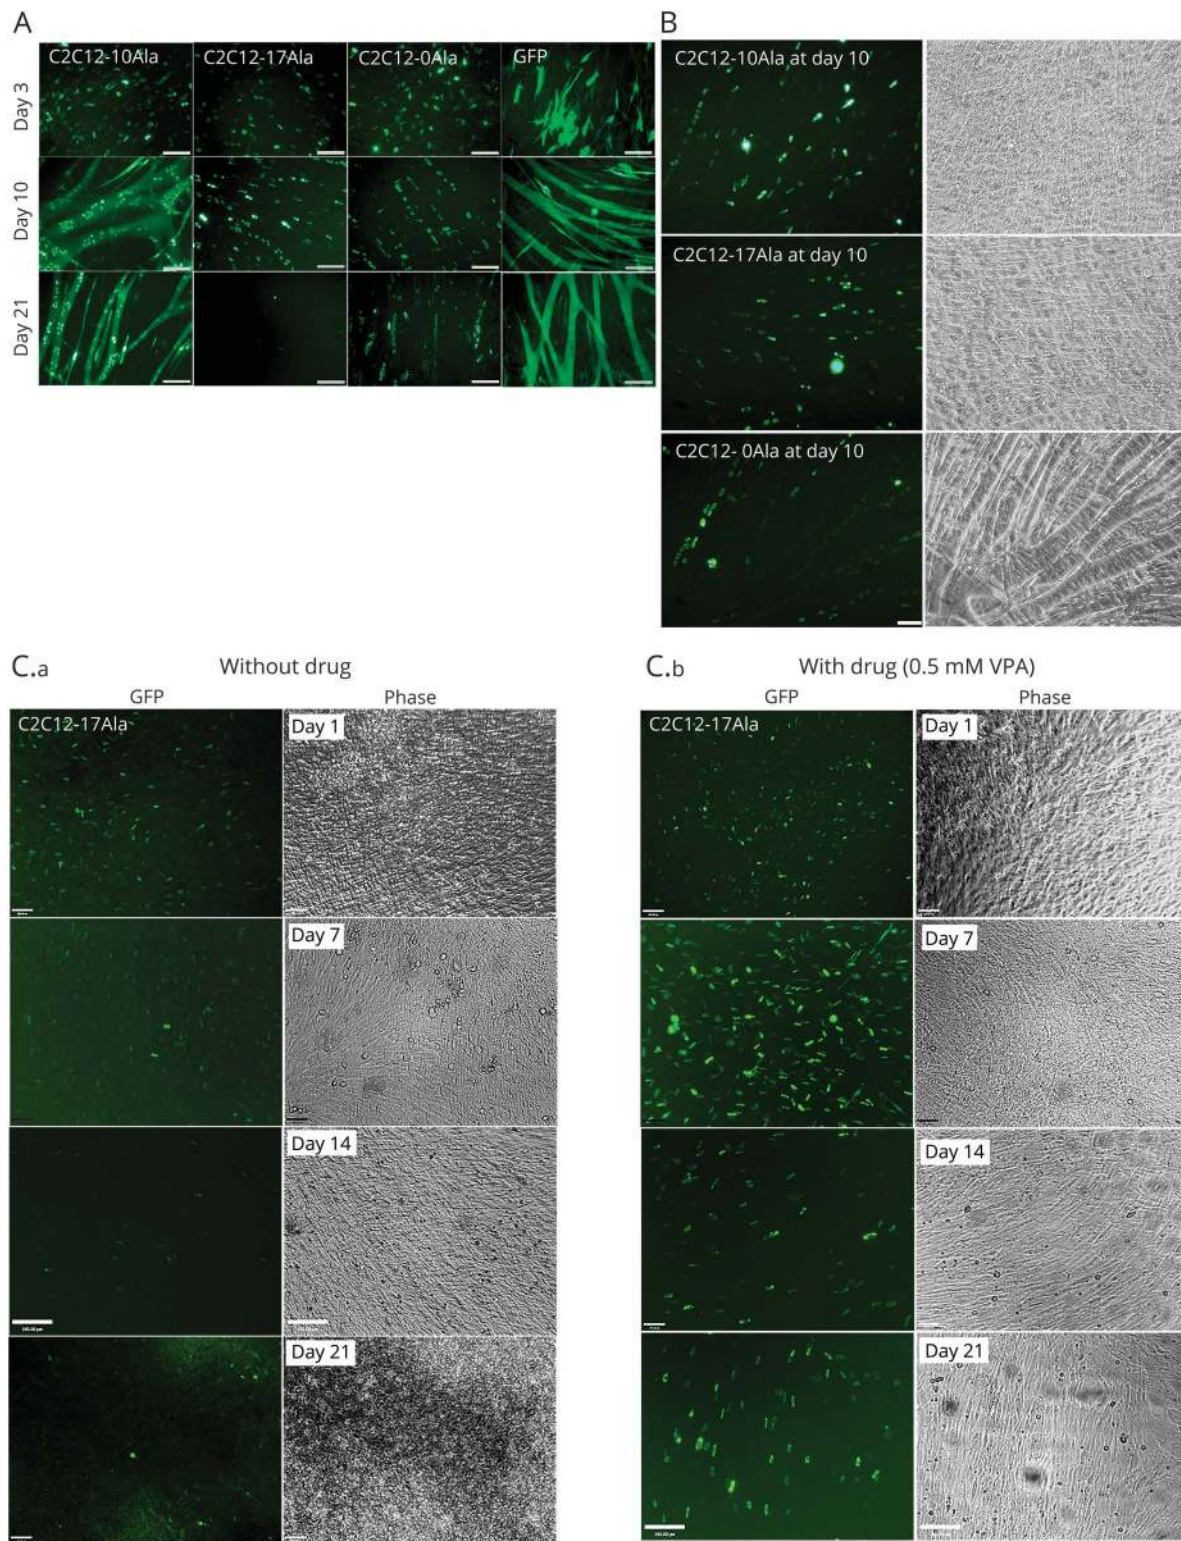 A
C2C12-10Ala C2C12-17Ala C2C12-0Ala GFP
Day 3
Day 10
Day 21
B
C2C12-10Ala at day 10
C2C12-17Ala at day 10
C2C12- 0Ala at day 10
C.a Without drug
GFP Phase
C2C12-17Ala
Day 1
Day 7
Day 14
Day 21
C.b With drug (0.5 mM VPA)
GFP Phase
C2C12-17Ala
Day 1
Day 7
Day 14
Day 21